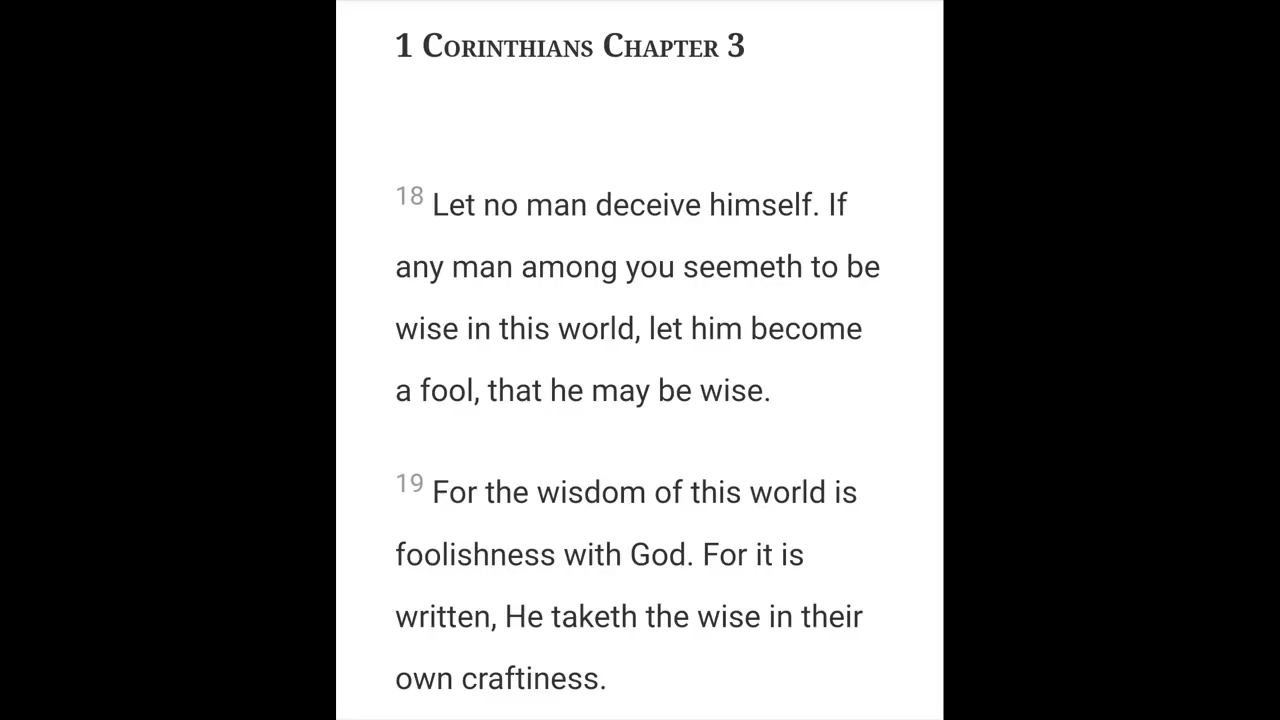 1 Corinthians Chapter 3
18 Let no man deceive himself. If
any man among you seemeth to be
wise in this world, let him become
a fool, that he may be wise.
19 For the wisdom of this world is
foolishness with God. For it is
written, He taketh the wise in their
own craftiness.